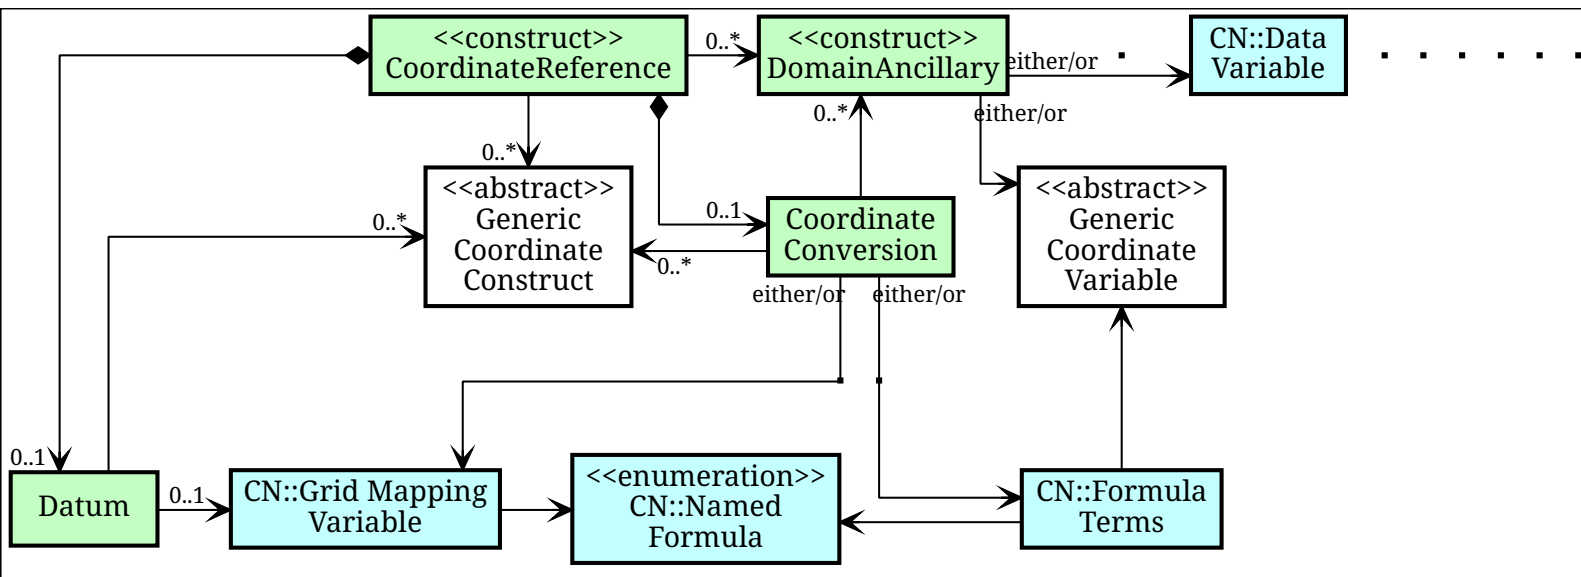 <<construct>>
CoordinateReference
0..*
<<construct>>
DomainAncillary
either/or
CN::Data
Variable
0..*
either/or
0..*
<<abstract>>
Generic
Coordinate
Construct
0..*
0..1
Coordinate
Conversion
0..*
<<abstract>>
Generic
Coordinate
Variable
either/or
either/or
0..1
Datum
0..1
CN::Grid Mapping
Variable
<<enumeration>>
CN::Named
Formula
CN::Formula
Terms